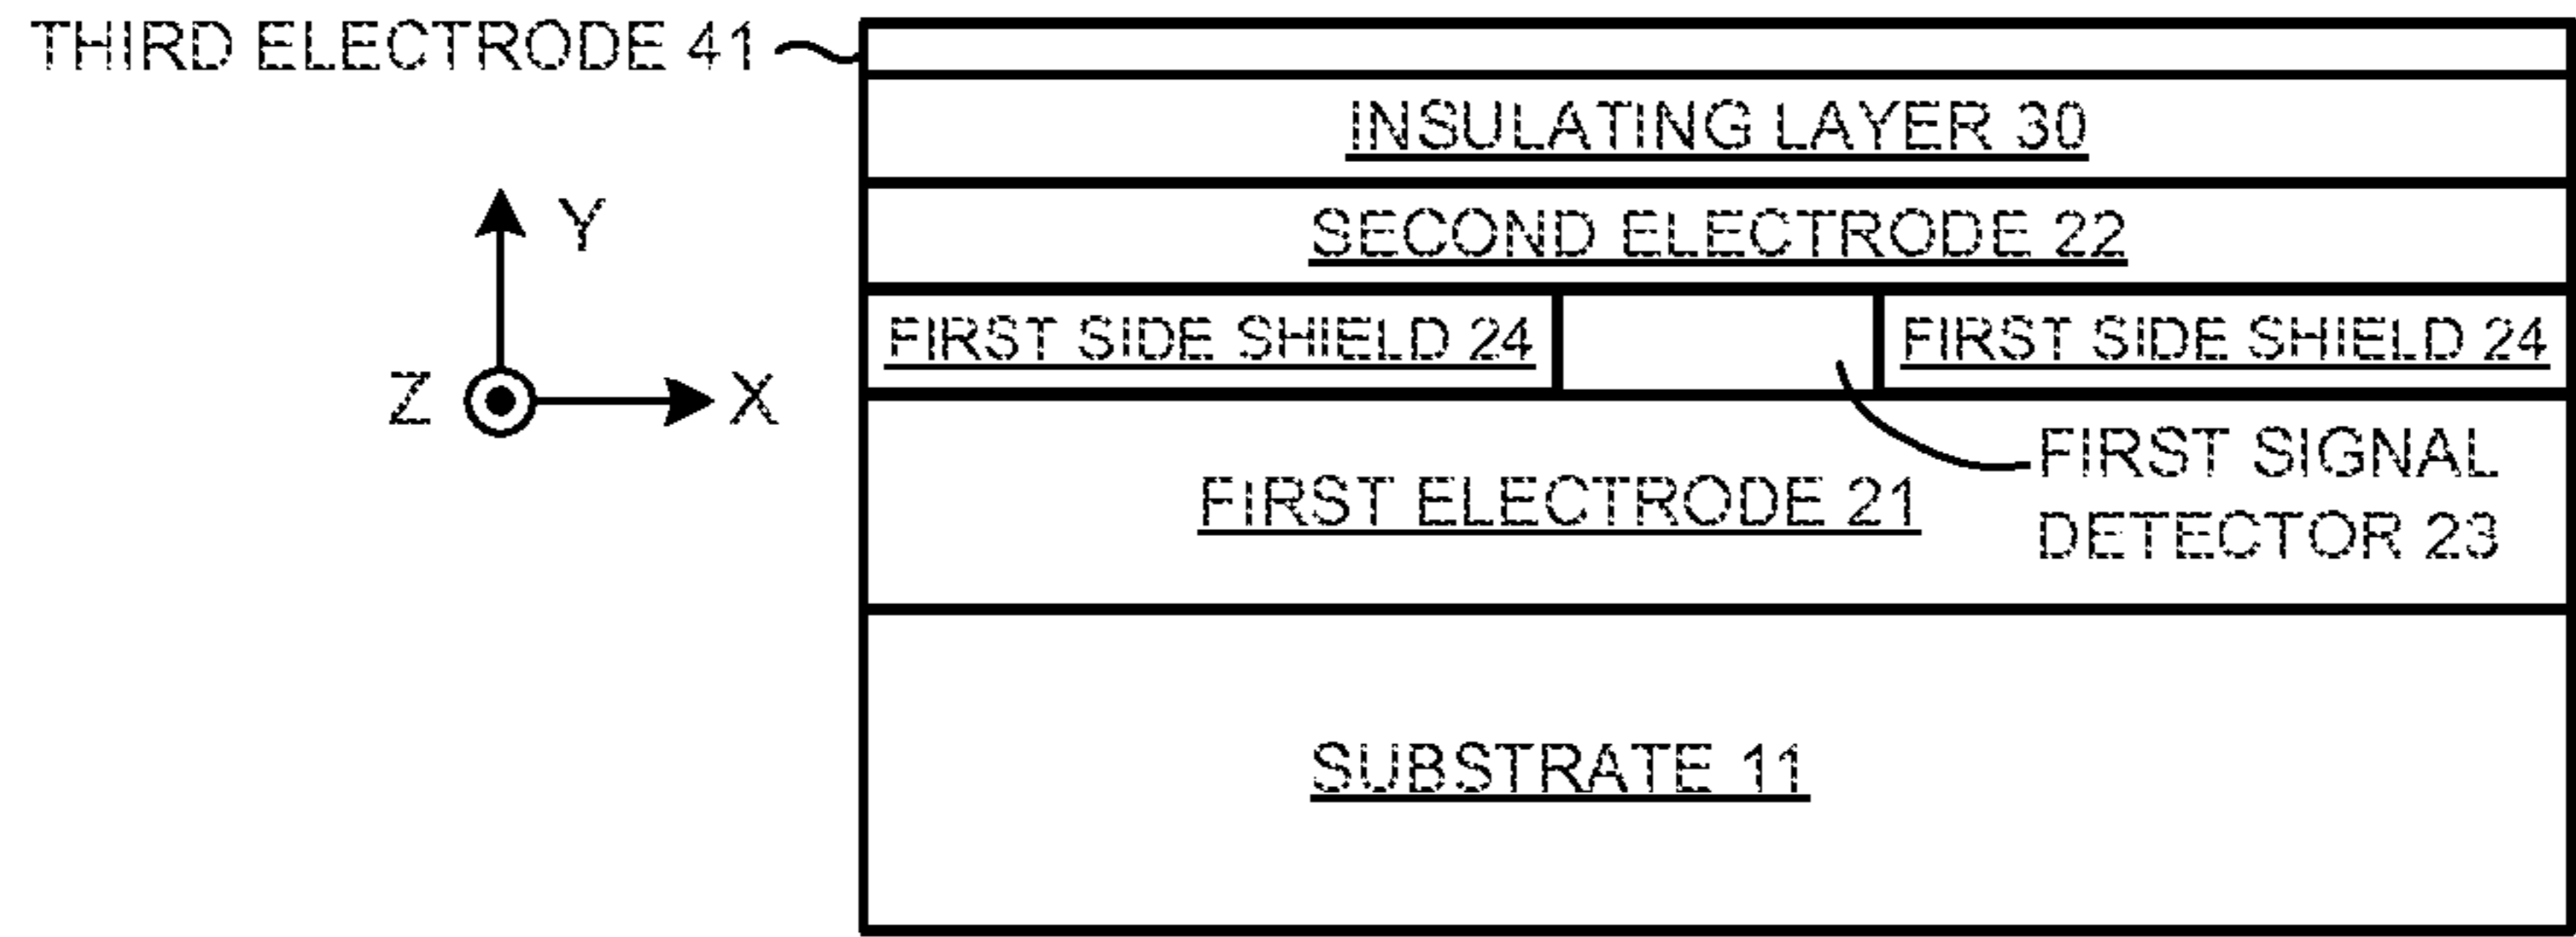 THIRD ELECTRODE 41
INSULATING LAYER 30
Y
SECOND ELECTRODE 22
FIRST SIDE SHIELD 24
FIRST SIDE SHIELD 24
Z
X
FIRST SIGNAL
DETECTOR 23
FIRST ELECTRODE 21
SUBSTRATE 11